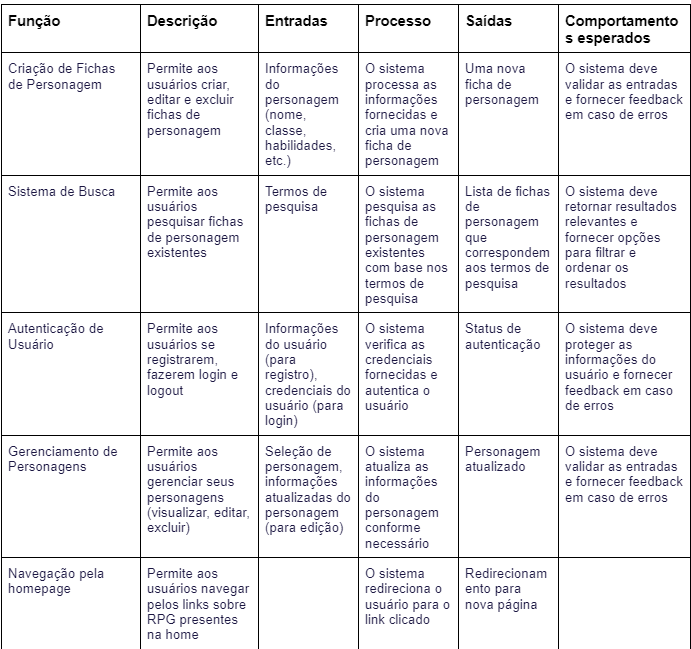 Função
Descrição
Entradas
Processo
Saídas
Comportamento
s esperados
Criação de Fichas
de Personagem
Permite aos
usuários criar,
editar e excluir
fichas de
personagem
Informações
do
personagem
(nome,
classe,
habilidades,
etc.)
O sistema
processa as
informações
fornecidas e
cria uma nova
ficha de
personagem
Uma nova
ficha de
personagem
O sistema deve
validar as entradas
e fornecer feedback
em caso de erros
Sistema de Busca
Permite aos
usuários
pesquisar fichas
de personagem
existentes
Termos de
pesquisa
O sistema
pesquisa as
fichas de
personagem
existentes
com base nos
termos de
pesquisa
Lista de fichas
de
personagem
que
correspondem
aos termos de
pesquisa
O sistema deve
retornar resultados
relevantes e
fornecer opções
para filtrar e
ordenar os
resultados
Autenticação de
Usuário
Permite aos
usuários se
registrarem,
fazerem login e
logout
Informações
do usuário
(para
registro),
credenciais do
usuário (para
login)
O sistema
verifica as
credenciais
fornecidas e
autentica o
usuário
Status de
autenticação
O sistema deve
proteger as
informações do
usuário e fornecer
feedback em caso
de erros
Gerenciamento de
Personagens
Permite aos
usuários
gerenciar seus
personagens
(visualizar, editar,
excluir)
Seleção de
personagem,
informações
atualizadas do
personagem
(para edição)
O sistema
atualiza as
informações
do
personagem
conforme
necessário
Personagem
atualizado
O sistema deve
validar as entradas
e fornecer feedback
em caso de erros
Navegação pela
homepage
Permite aos
usuários navegar
pelos links sobre
RPG presentes
na home
O sistema
redireciona o
usuário para o
link clicado
Redirecionam
ento para
nova página